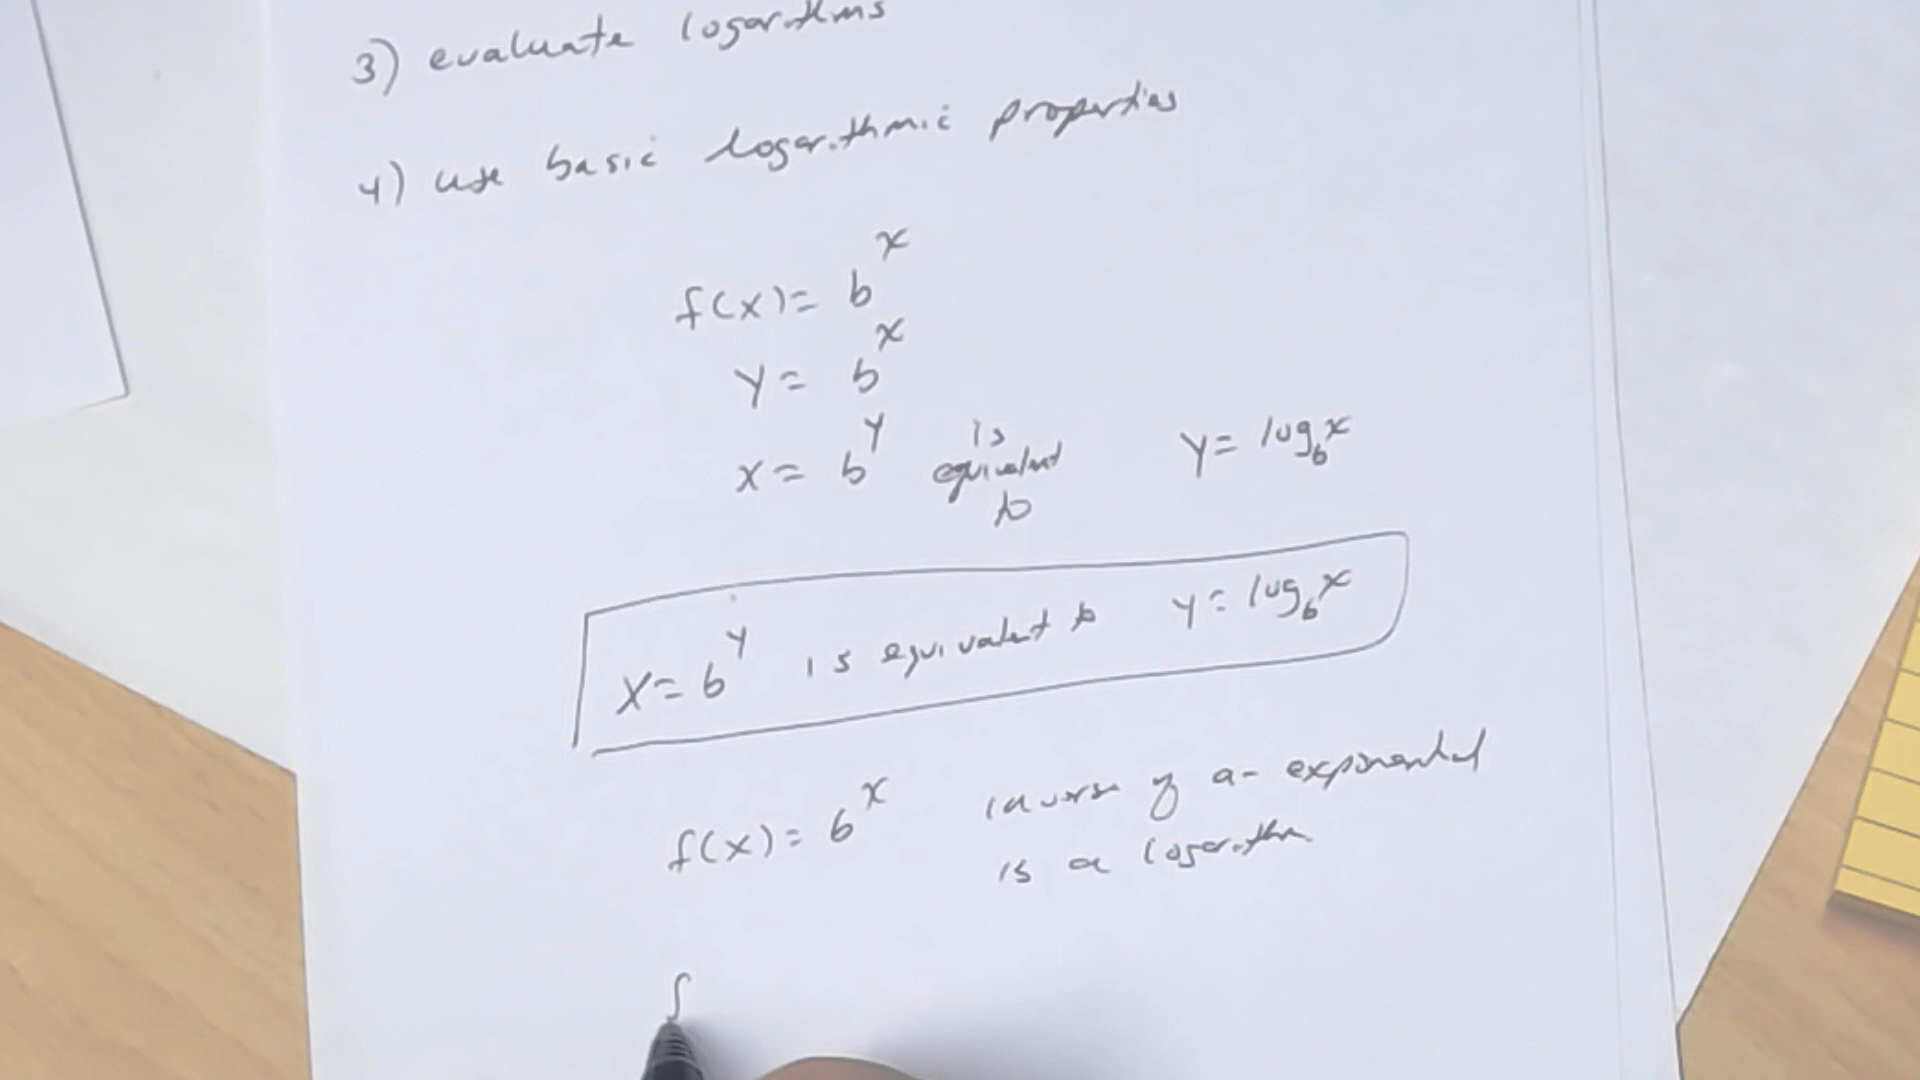 3) evaluate logarithms
4) use basic logarithmic properties
f(x) = b^x
y = b^x
x = b^y is equivalent to y = log_b x
x = b^y is equivalent to y = log_b x
f(x) = b^x inverse of an exponential
is a logarithm
f